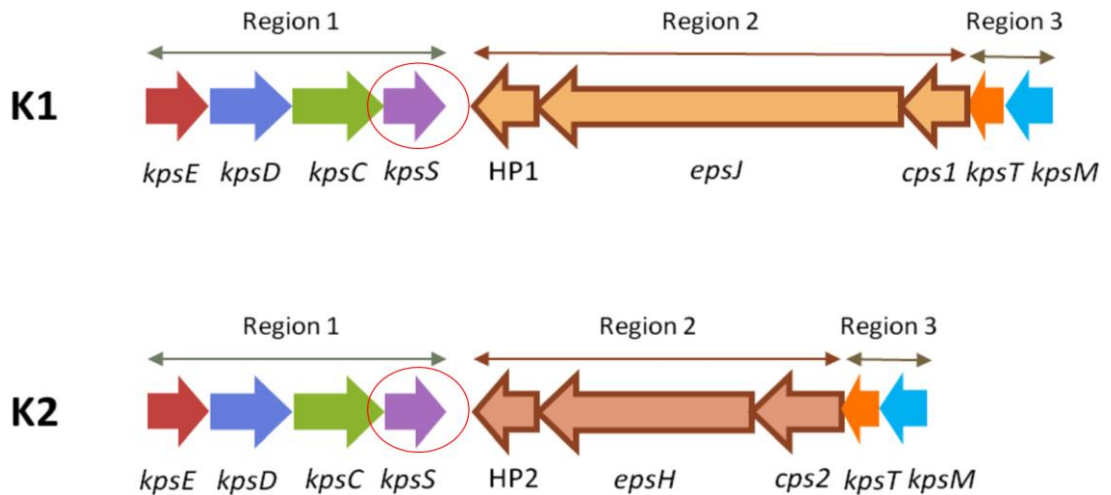 Region 1 Region 2 Region 3
K1
kpsE kpsD kpsC kpsS HP1 epsJ cps1 kpsT kpsM
Region 1 Region 2 Region 3
K2
kpsE kpsD kpsC kpsS HP2 epsH cps2 kpsT kpsM